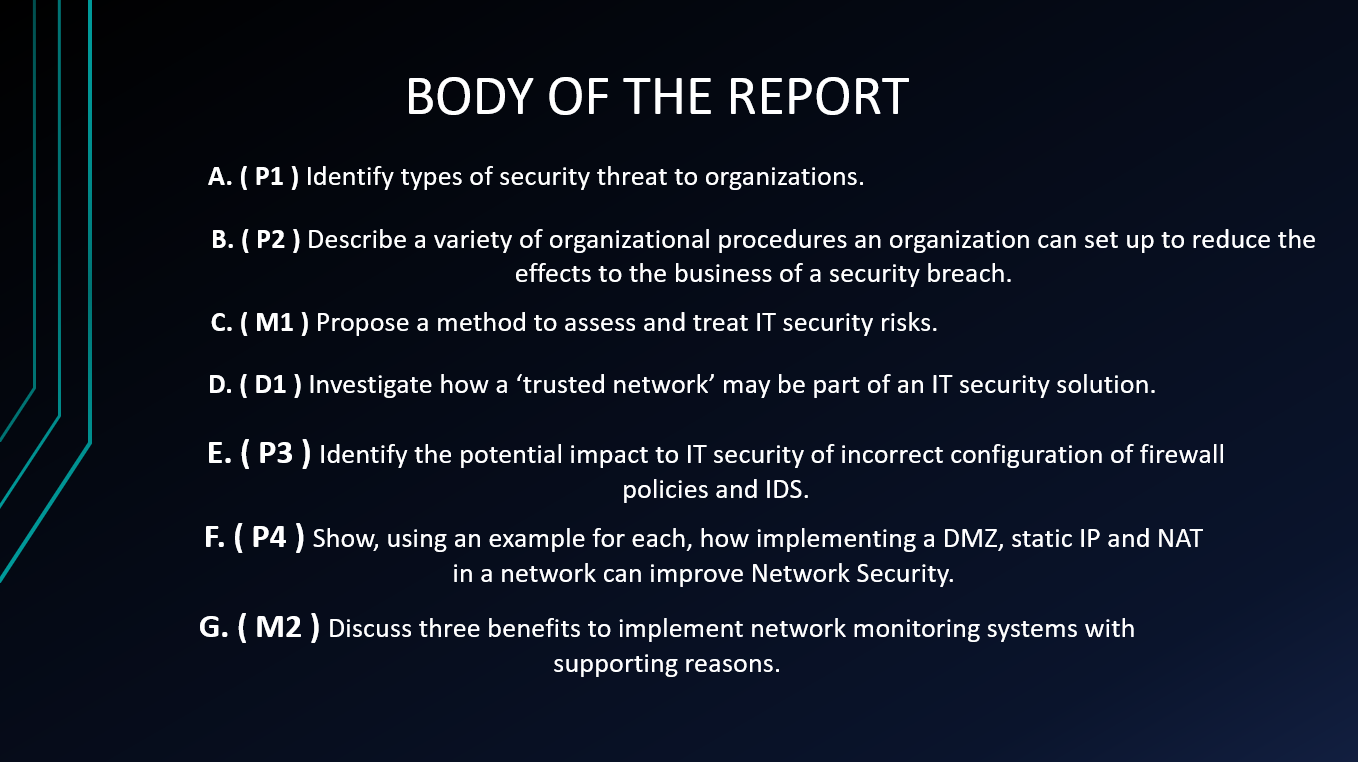 BODY OF THE REPORT
A. ( P1 ) Identify types of security threat to organizations.
B. ( P2 ) Describe a variety of organizational procedures an organization can set up to reduce the
effects to the business of a security breach.
C. ( M1 ) Propose a method to assess and treat IT security risks.
D. ( D1 ) Investigate how a ‘trusted network’ may be part of an IT security solution.
E. ( P3 ) Identify the potential impact to IT security of incorrect configuration of firewall
policies and IDS.
F. ( P4 ) Show, using an example for each, how implementing a DMZ, static IP and NAT
in a network can improve Network Security.
G. ( M2 ) Discuss three benefits to implement network monitoring systems with
supporting reasons.